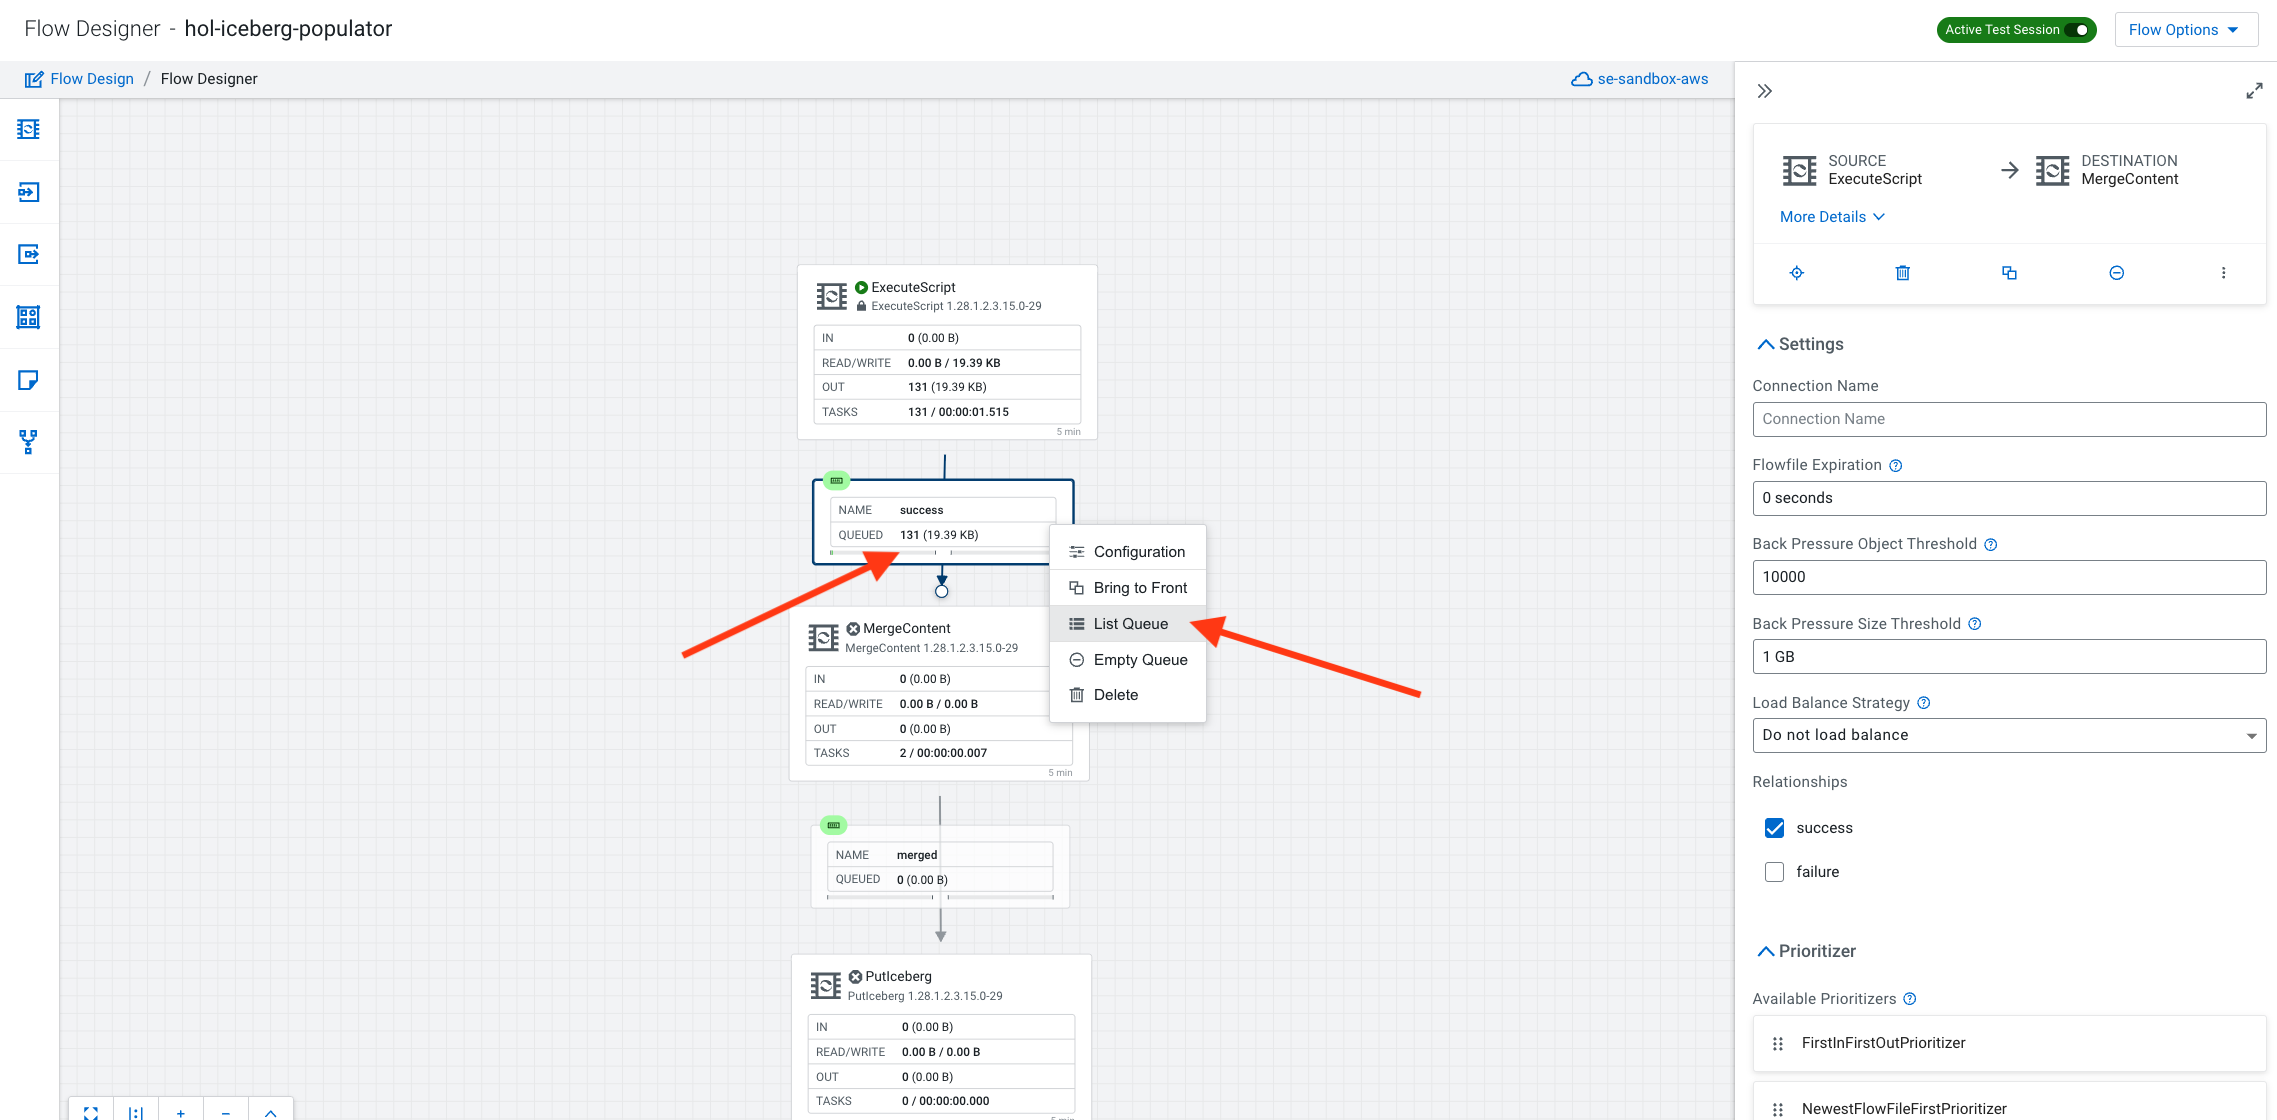 Flow Designer - hol-iceberg-populator
Active Test Session
Flow Options
Flow Design / Flow Designer
se-sandbox-aws
ExecuteScript
ExecuteScript 1.28.1.2.3.15.0-29
IN 0 (0.00 B)
READ/WRITE 0.00 B / 19.39 KB
OUT 131 (19.39 KB)
TASKS 131 / 00:00:01.515
5 min
NAME success
QUEUED 131 (19.39 KB)
Configuration
Bring to Front
List Queue
Empty Queue
Delete
MergeContent
MergeContent 1.28.1.2.3.15.0-29
IN 0 (0.00 B)
READ/WRITE 0.00 B / 0.00 B
OUT 0 (0.00 B)
TASKS 2 / 00:00:00.007
5 min
NAME merged
QUEUED 0 (0.00 B)
PutIceberg
PutIceberg 1.28.1.2.3.15.0-29
IN 0 (0.00 B)
READ/WRITE 0.00 B / 0.00 B
OUT 0 (0.00 B)
TASKS 0 / 00:00:00.000
5 min
SOURCE
ExecuteScript
DESTINATION
MergeContent
More Details
Settings
Connection Name
Connection Name
Flowfile Expiration
0 seconds
Back Pressure Object Threshold
10000
Back Pressure Size Threshold
1 GB
Load Balance Strategy
Do not load balance
Relationships
success
failure
Prioritizer
Available Prioritizers
FirstInFirstOutPrioritizer
NewestFlowFileFirstPrioritizer